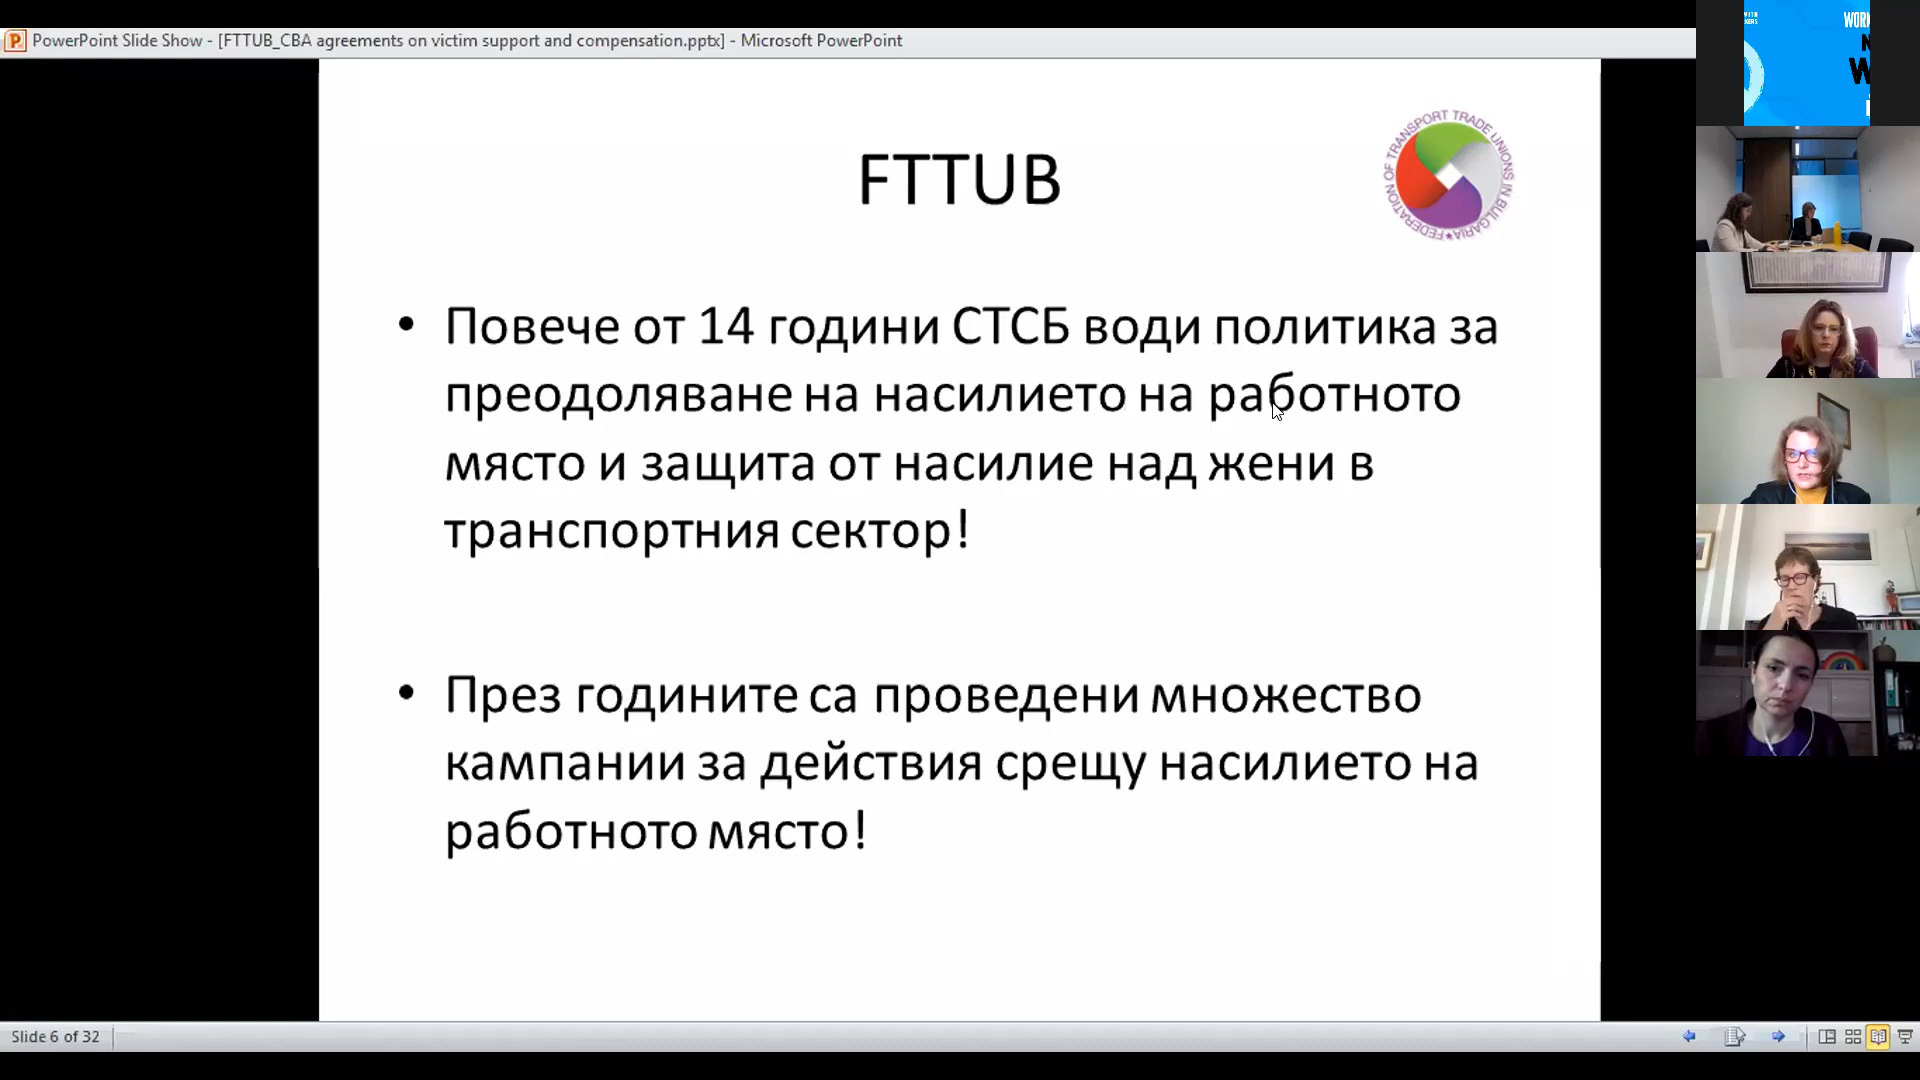 PowerPoint Slide Show - [FTTUB_CBA agreements on victim support and compensation.pptx] - Microsoft PowerPoint
FTTUB
FEDERATION OF TRANSPORT TRADE UNIONS IN BULGARIA
• Повече от 14 години СТСБ води политика за
преодоляване на насилието на работното
място и защита от насилие над жени в
транспортния сектор!
• През годините са проведени множество
кампании за действия срещу насилието на
работното място!
Slide 6 of 32